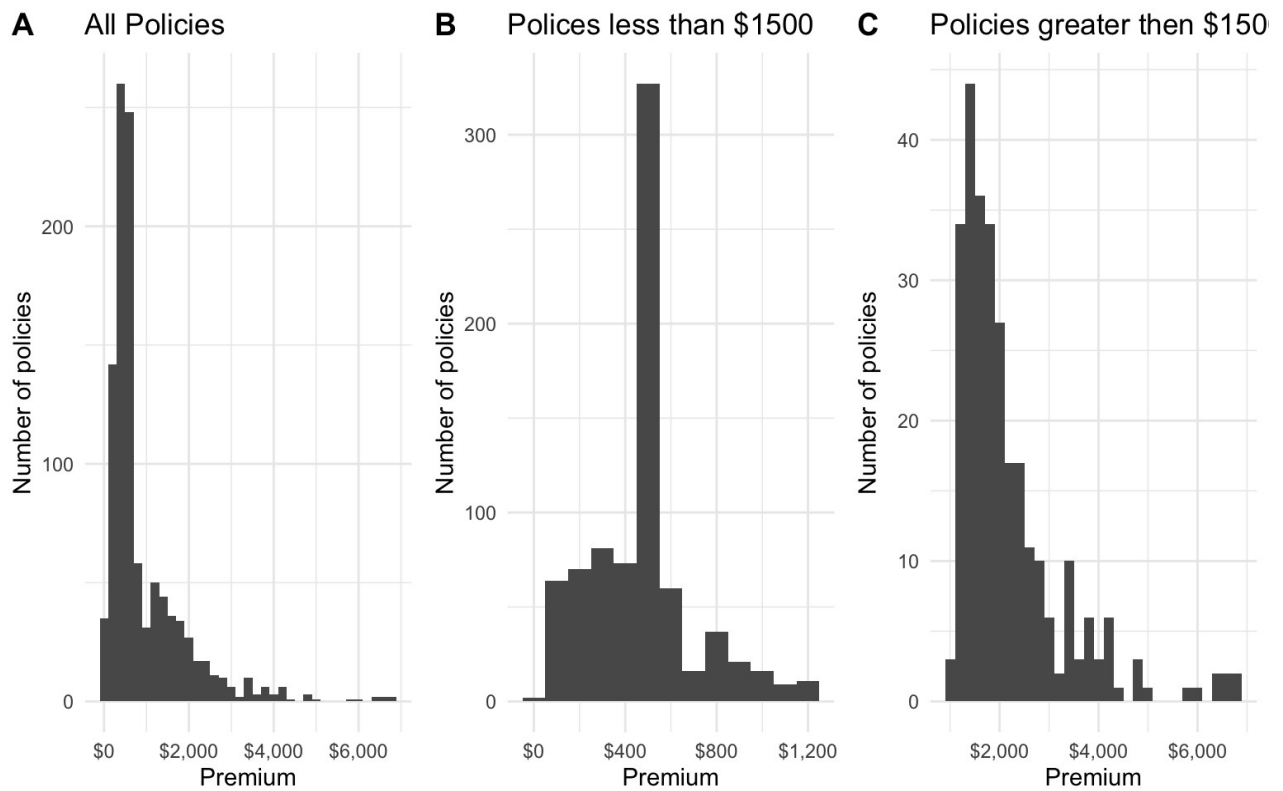 A All Policies
Number of policies
200
100
0
$0 $2,000 $4,000 $6,000
Premium
B Polices less than $1500
Number of policies
300
200
100
0
$0 $400 $800 $1,200
Premium
C Policies greater then $150
Number of policies
40
30
20
10
0
$2,000 $4,000 $6,000
Premium